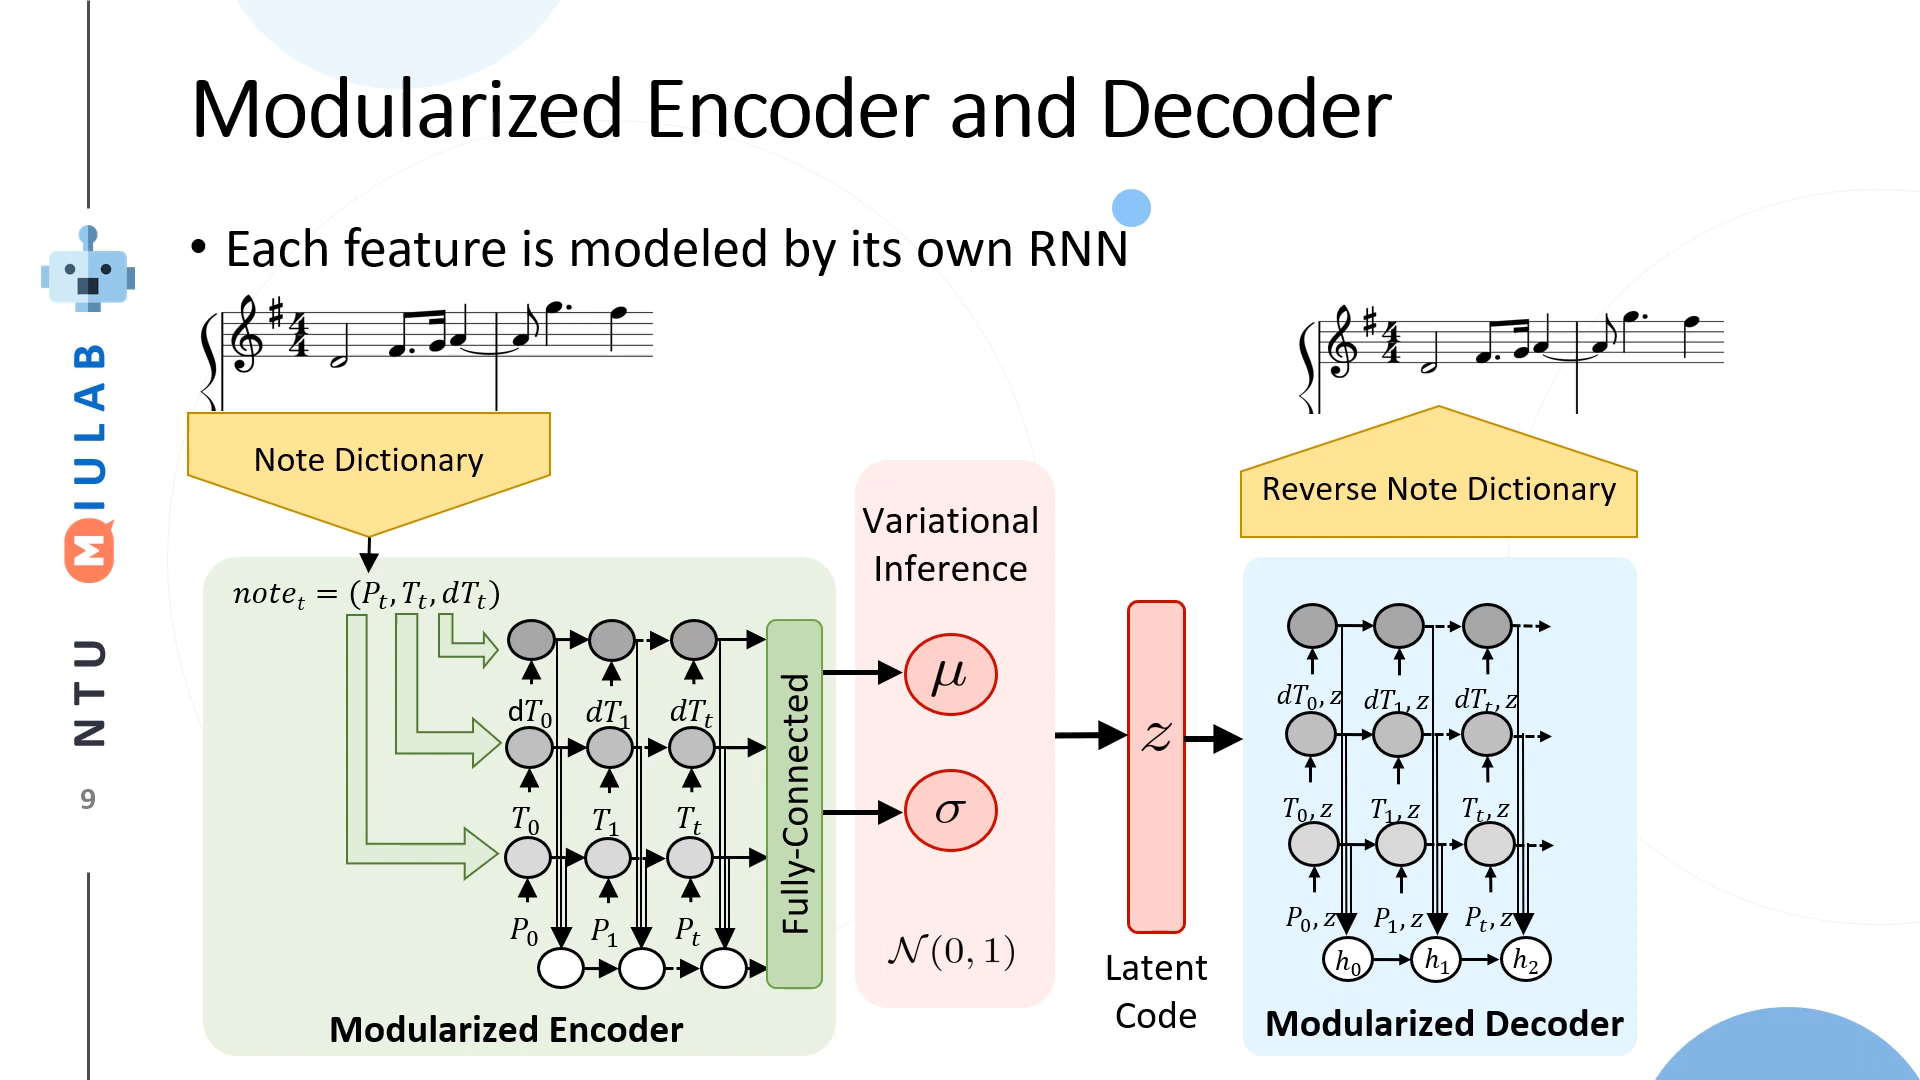 Modularized Encoder and Decoder
• Each feature is modeled by its own RNN
NTU MIULAB
9
Note Dictionary
note_t = (P_t, T_t, dT_t)
dT_0 dT_1 dT_t
T_0 T_1 T_t
P_0 P_1 P_t
Fully-Connected
Modularized Encoder
Variational
Inference
μ
σ
𝒩(0, 1)
z
Latent
Code
Reverse Note Dictionary
dT_0, z dT_1, z dT_t, z
T_0, z T_1, z T_t, z
P_0, z P_1, z P_t, z
h_0 h_1 h_2
Modularized Decoder